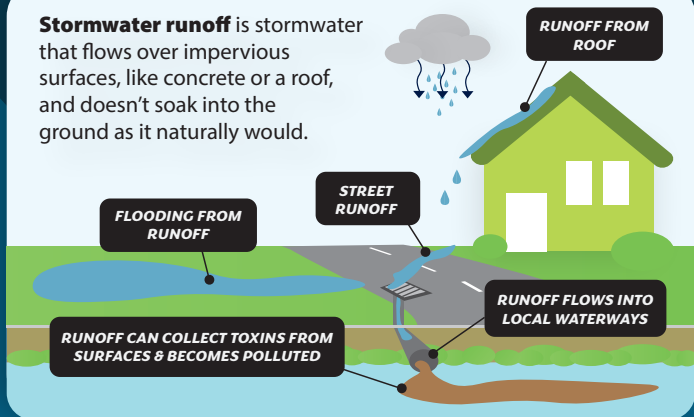 Stormwater runoff is stormwater
that flows over impervious
surfaces, like concrete or a roof,
and doesn't soak into the
ground as it naturally would.
RUNOFF FROM
ROOF
STREET
RUNOFF
FLOODING FROM
RUNOFF
RUNOFF FLOWS INTO
LOCAL WATERWAYS
RUNOFF CAN COLLECT TOXINS FROM
SURFACES & BECOMES POLLUTED